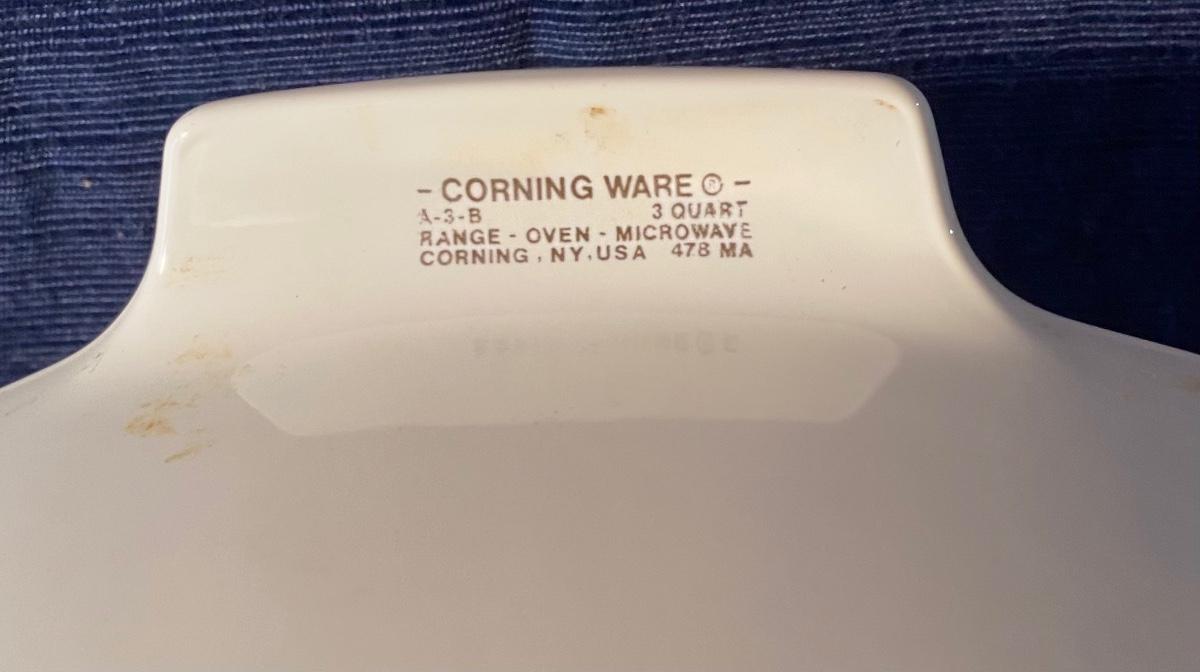 - CORNING WARE ® -
A-3-B 3 QUART
RANGE - OVEN - MICROWAVE
CORNING, NY, USA 478 MA